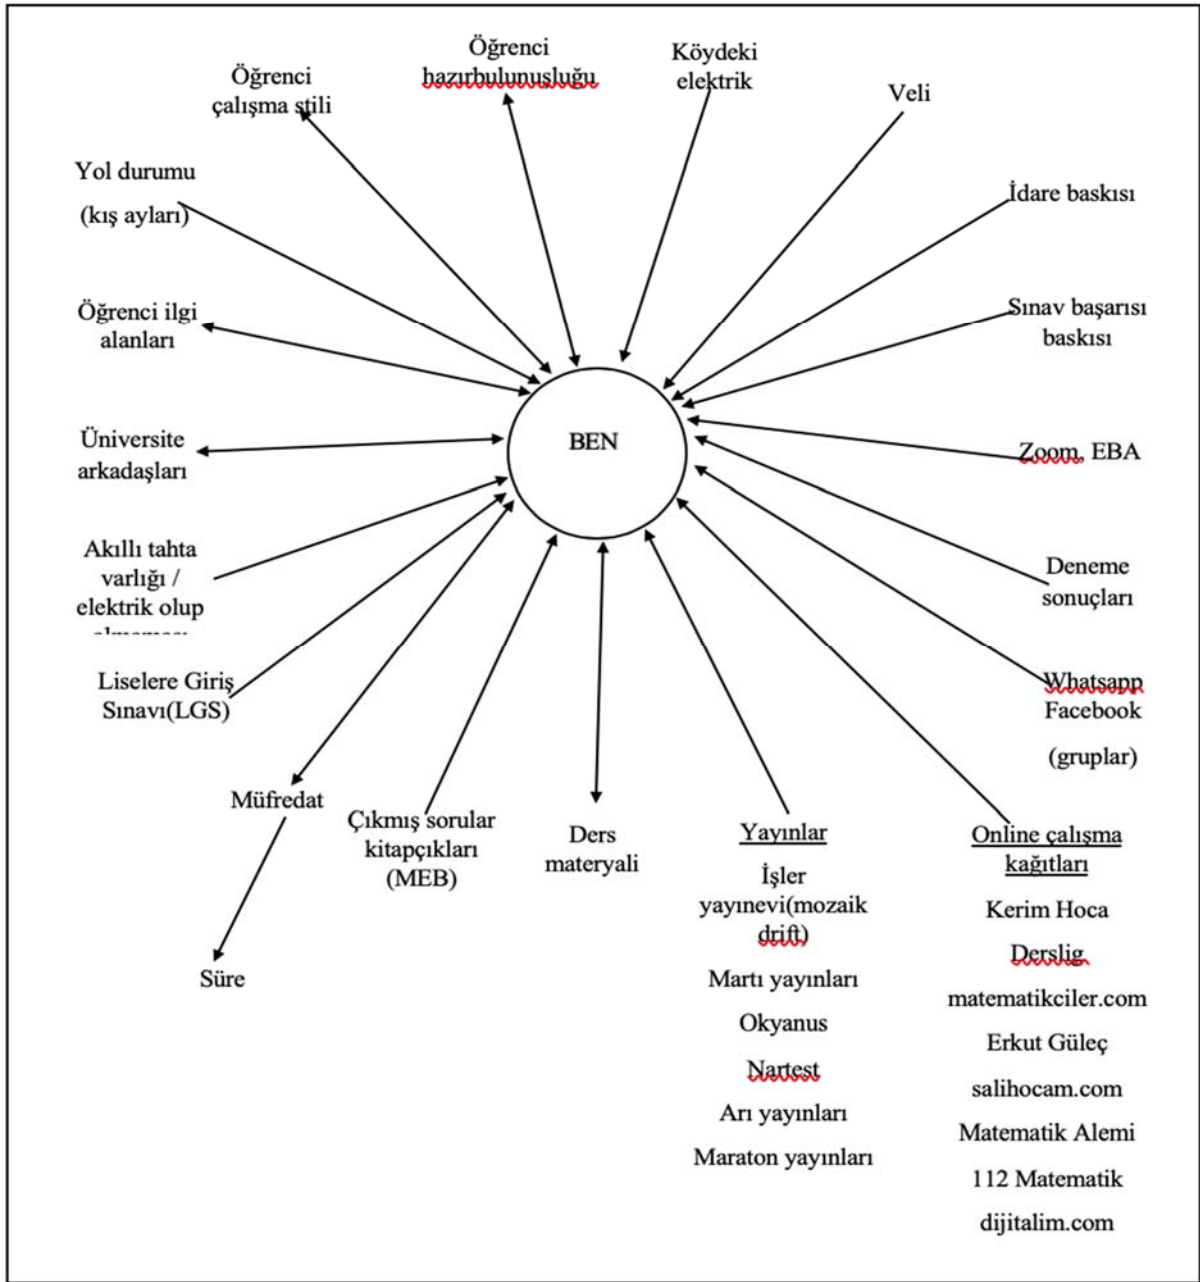 Öğrenci
çalışma stili
Öğrenci
hazırbulunuşluğu
Köydeki
elektrik
Veli
Yol durumu
(kış ayları)
İdare baskısı
Öğrenci ilgi
alanları
Sınav başarısı
baskısı
BEN
Üniversite
arkadaşları
Zoom, EBA
Akıllı tahta
varlığı /
elektrik olup
Deneme
sonuçları
Liselere Giriş
Sınavı(LGS)
Whatsapp
Facebook
(gruplar)
Müfredat
Süre
Çıkmış sorular
kitapçıkları
(MEB)
Ders
materyali
Yayınlar
İşler
yayınevi(mozaik
drift)
Martı yayınları
Okyanus
Nartest
Arı yayınları
Maraton yayınları
Online çalışma
kağıtları
Kerim Hoca
Derslig
matematikciler.com
Erkut Güleç
salihocam.com
Matematik Alemi
112 Matematik
dijitalim.com